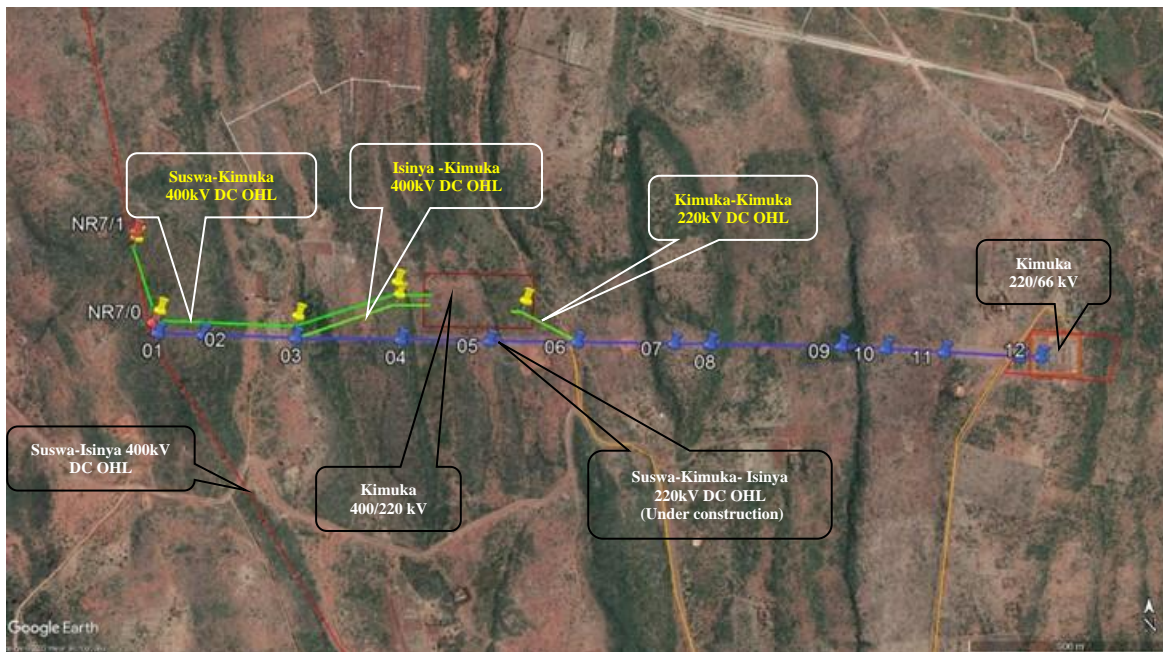 Suswa-Kimuka
400kV DC OHL
Isinya -Kimuka
400kV DC OHL
Kimuka-Kimuka
220kV DC OHL
Kimuka
220/66 kV
NR7/1
NR7/0
01
02
03
04
05
06
07
08
09
10
11
12
Suswa-Isinya 400kV
DC OHL
Kimuka
400/220 kV
Suswa-Kimuka- Isinya
220kV DC OHL
(Under construction)
Google Earth
N